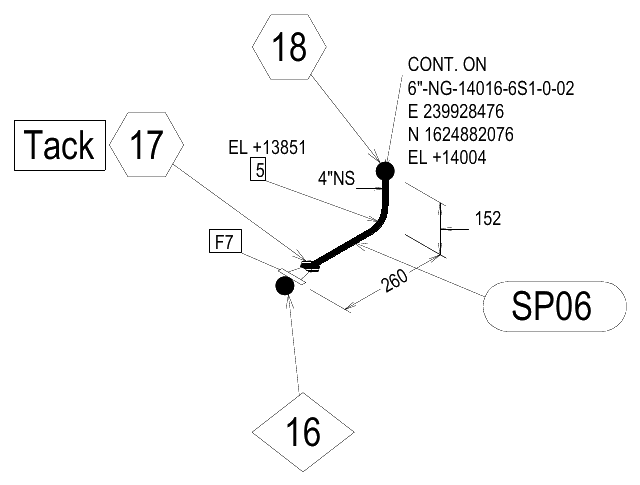 18
CONT. ON
6"-NG-14016-6S1-0-02
E 239928476
N 1624882076
EL +14004
Tack
17
EL +13851
5
4"NS
152
F7
260
SP06
16